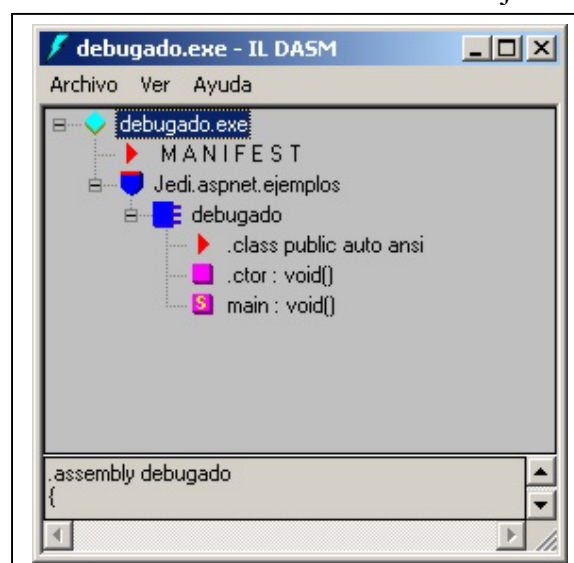 debugado.exe - IL DASM
Archivo Ver Ayuda
debugado.exe
MANIFEST
Jedi.aspnet.ejemplos
debugado
.class public auto ansi
.ctor : void()
S main : void()
.assembly debugado
{